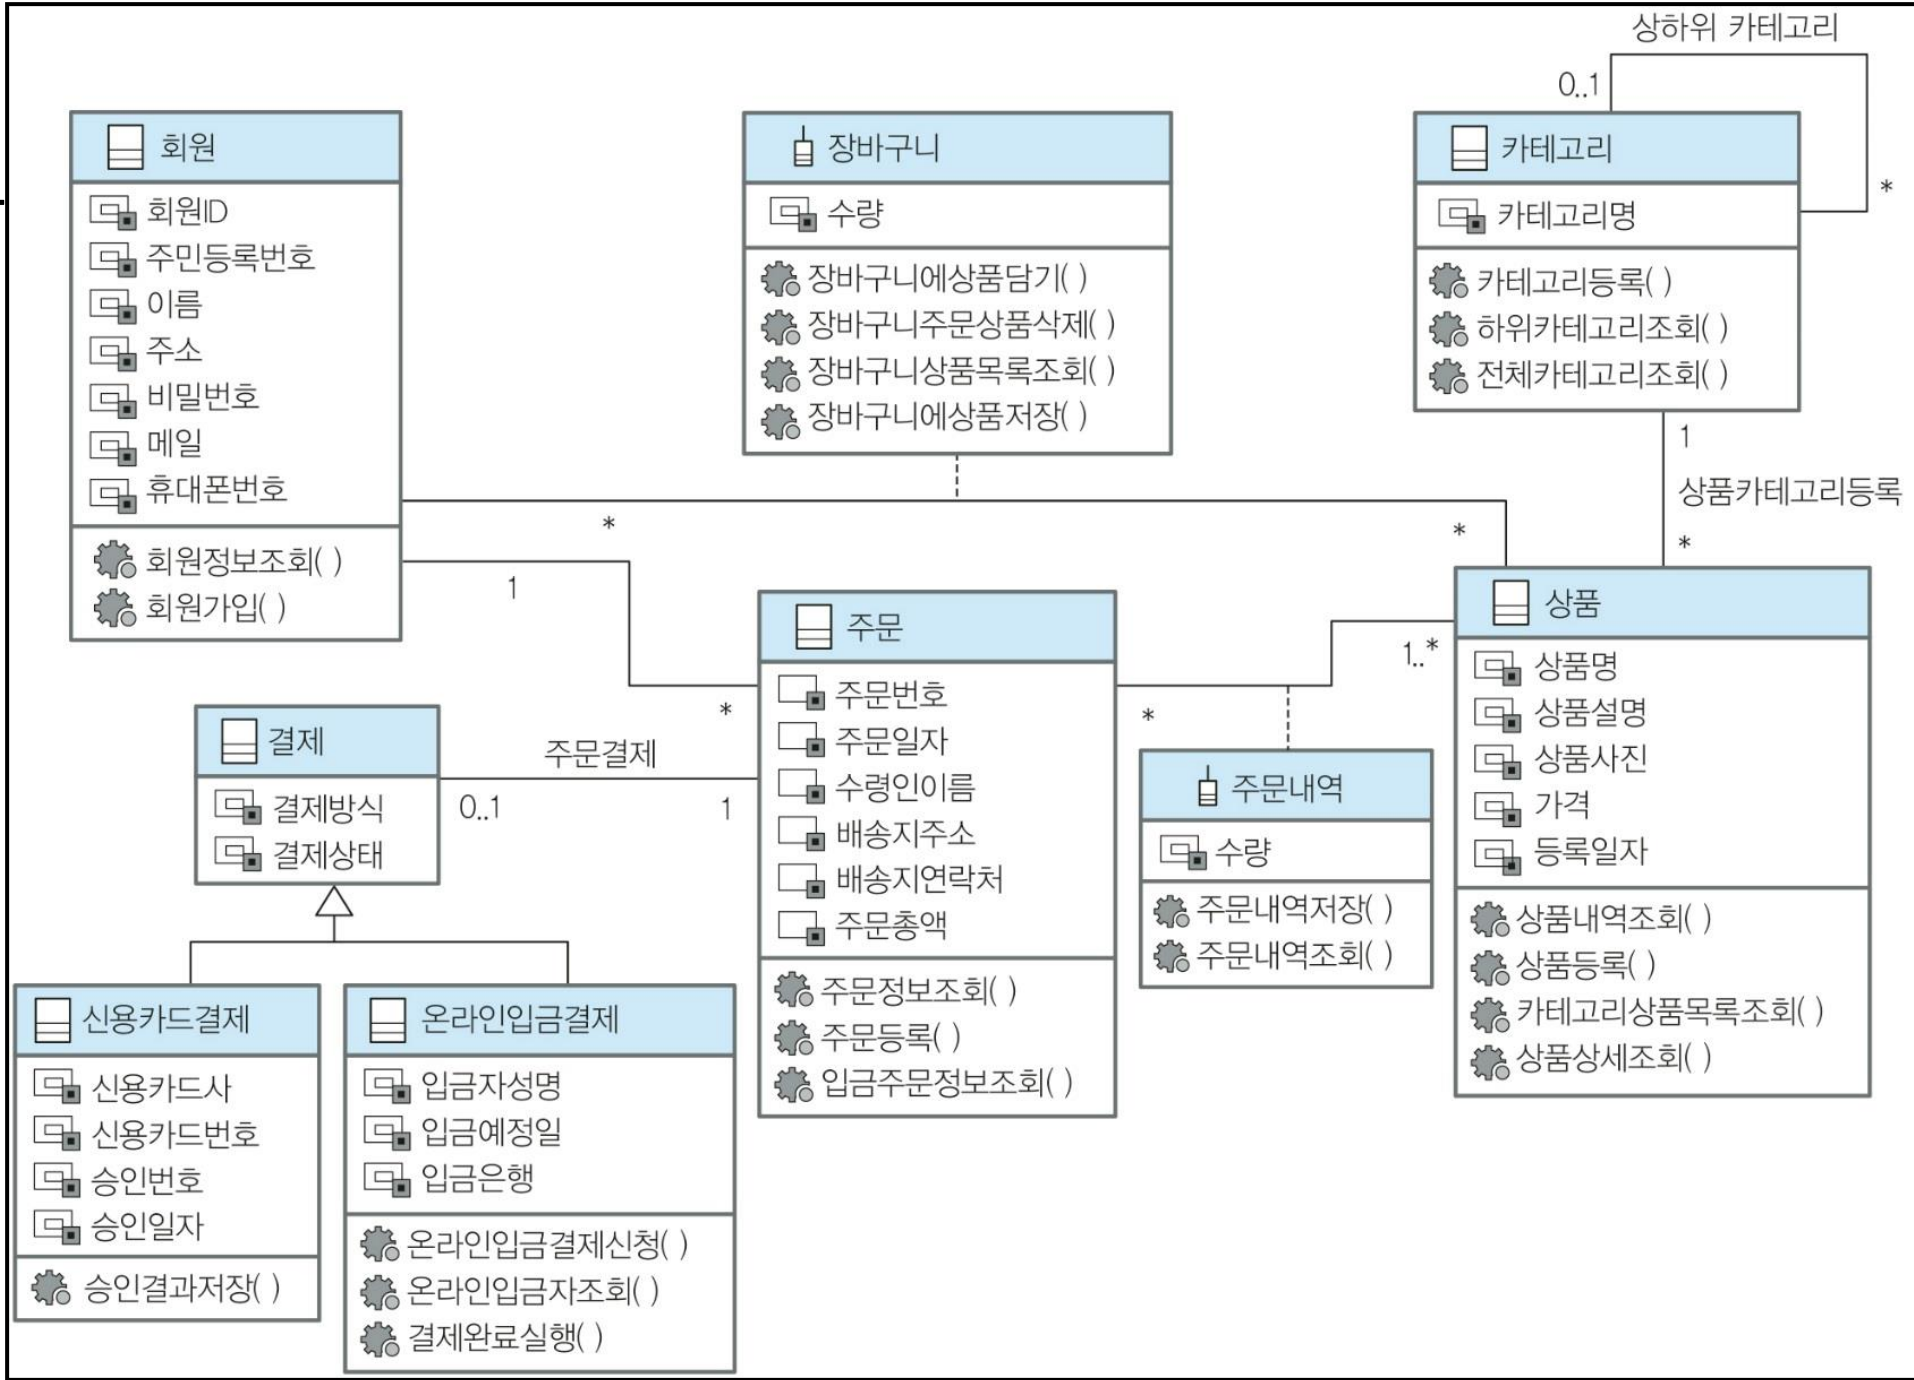 상하위 카테고리
0..1
*
회원
회원ID
주민등록번호
이름
주소
비밀번호
메일
휴대폰번호
회원정보조회( )
회원가입( )
장바구니
수량
장바구니에상품담기( )
장바구니주문상품삭제( )
장바구니상품목록조회( )
장바구니에상품저장( )
카테고리
카테고리명
카테고리등록( )
하위카테고리조회( )
전체카테고리조회( )
1
상품카테고리등록
*
*
*
1
*
주문
주문번호
주문일자
수령인이름
배송지주소
배송지연락처
주문총액
주문정보조회( )
주문등록( )
입금주문정보조회( )
*
1..*
상품
상품명
상품설명
상품사진
가격
등록일자
상품내역조회( )
상품등록( )
카테고리상품목록조회( )
상품상세조회( )
주문내역
수량
주문내역저장( )
주문내역조회( )
결제
결제방식
결제상태
주문결제
0..1
1
신용카드결제
신용카드사
신용카드번호
승인번호
승인일자
승인결과저장( )
온라인입금결제
입금자성명
입금예정일
입금은행
온라인입금결제신청( )
온라인입금자조회( )
결제완료실행( )